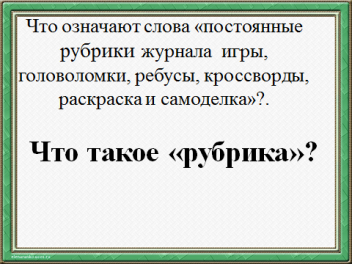 Что означают слова «постоянные
рубрики журнала игры,
головоломки, ребусы, кроссворды,
раскраска и самоделка»?.
Что такое «рубрика»?